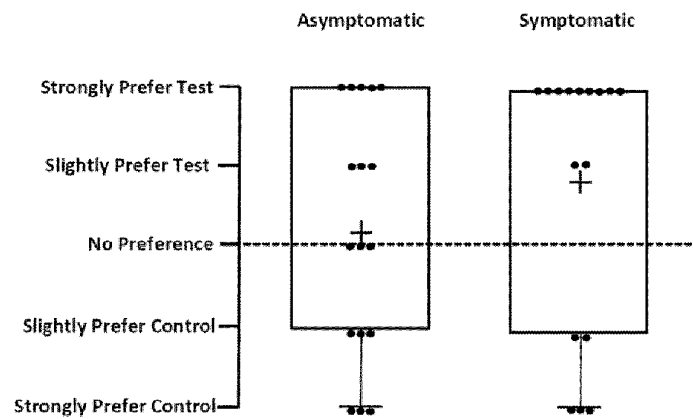 Asymptomatic Symptomatic
Strongly Prefer Test
Slightly Prefer Test
No Preference
Slightly Prefer Control
Strongly Prefer Control